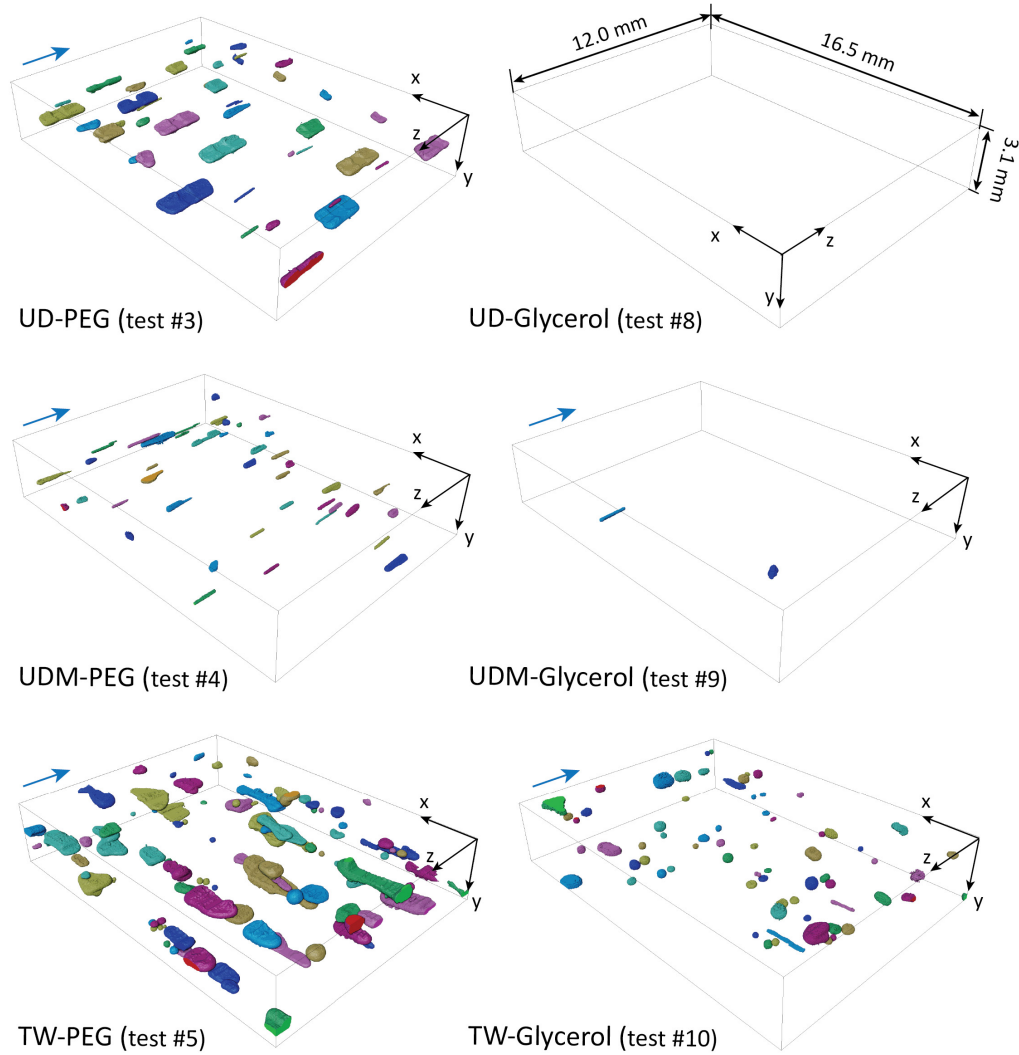 x
z
y
UD-PEG (test #3)
12.0 mm
16.5 mm
3.1 mm
x
z
y
UD-Glycerol (test #8)
x
z
y
UDM-PEG (test #4)
x
z
y
UDM-Glycerol (test #9)
x
z
y
TW-PEG (test #5)
x
z
y
TW-Glycerol (test #10)